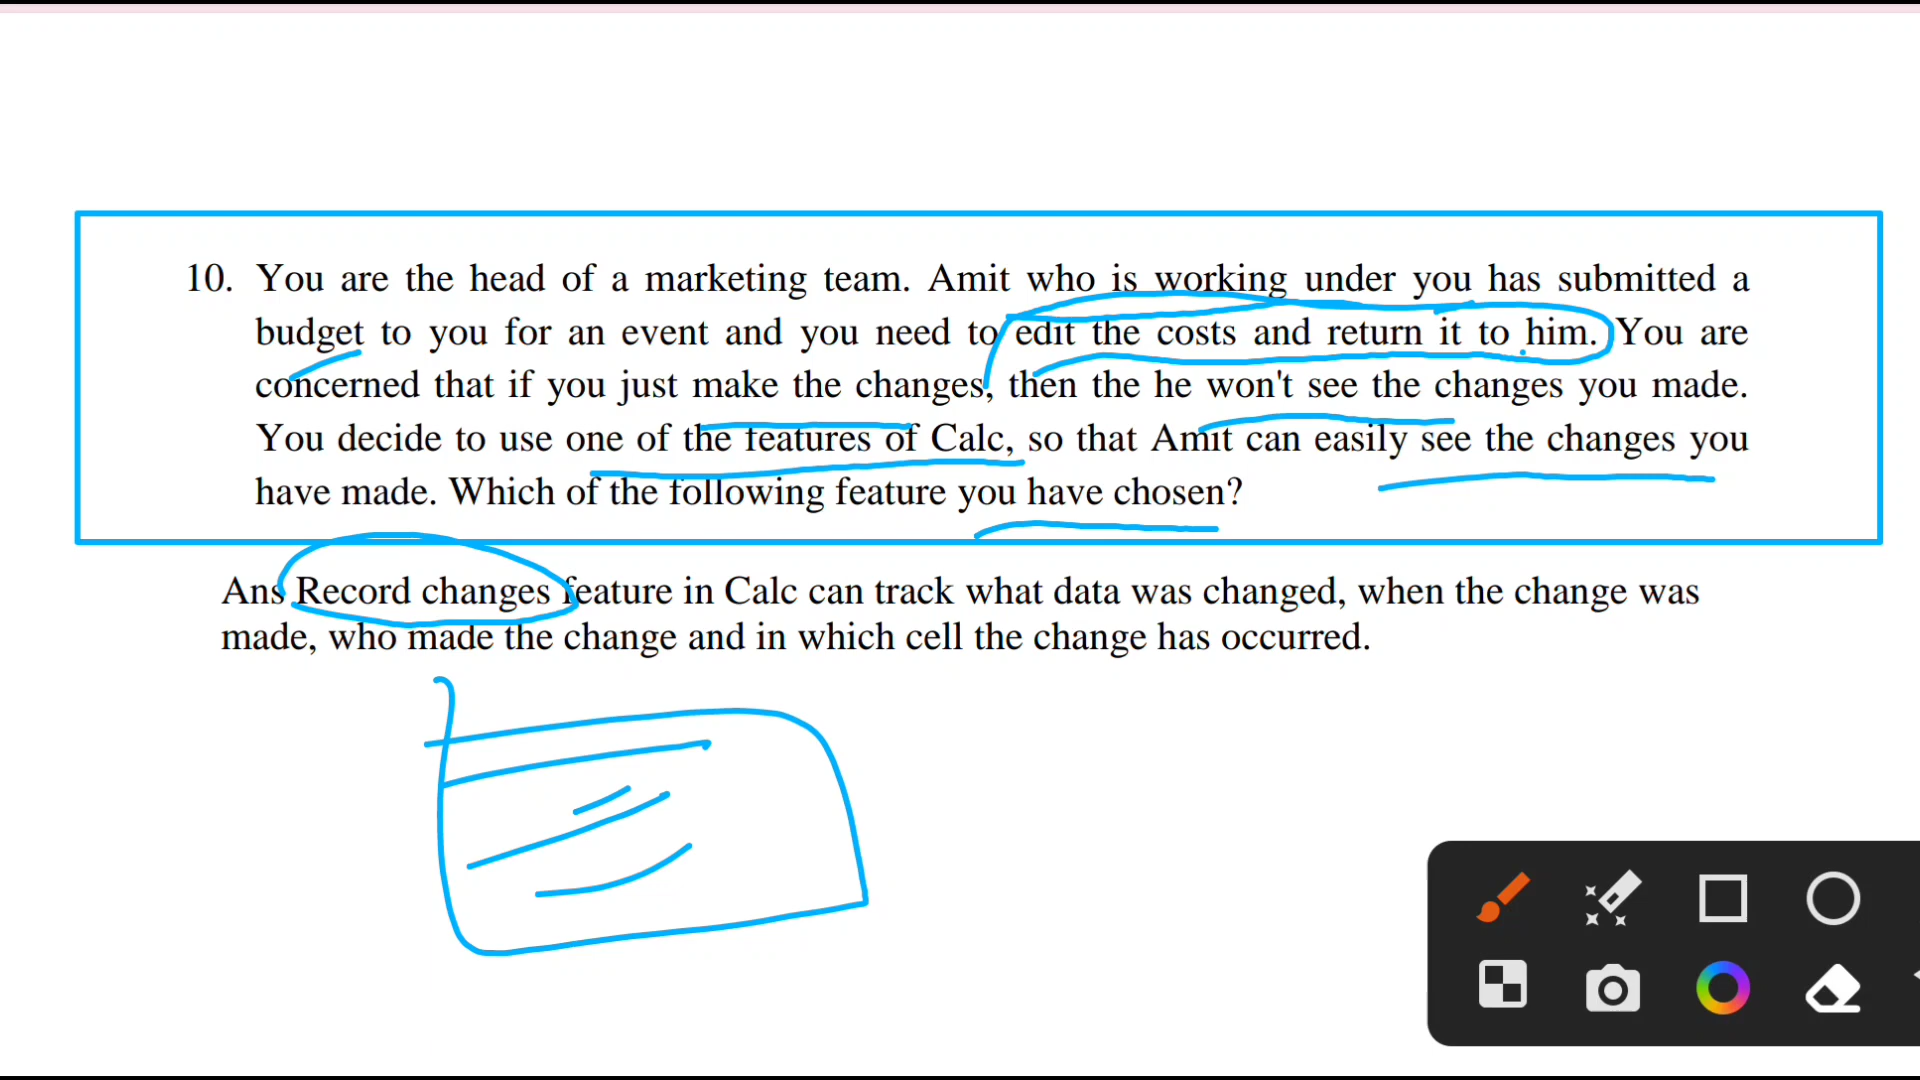 10. You are the head of a marketing team. Amit who is working under you has submitted a
budget to you for an event and you need to edit the costs and return it to him. You are
concerned that if you just make the changes, then the he won't see the changes you made.
You decide to use one of the features of Calc, so that Amit can easily see the changes you
have made. Which of the following feature you have chosen?
Ans Record changes feature in Calc can track what data was changed, when the change was
made, who made the change and in which cell the change has occurred.